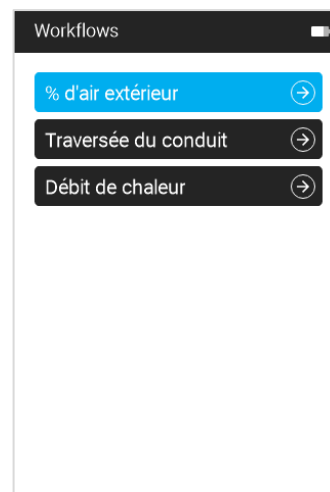 Workflows
% d'air extérieur
Traversée du conduit
Débit de chaleur